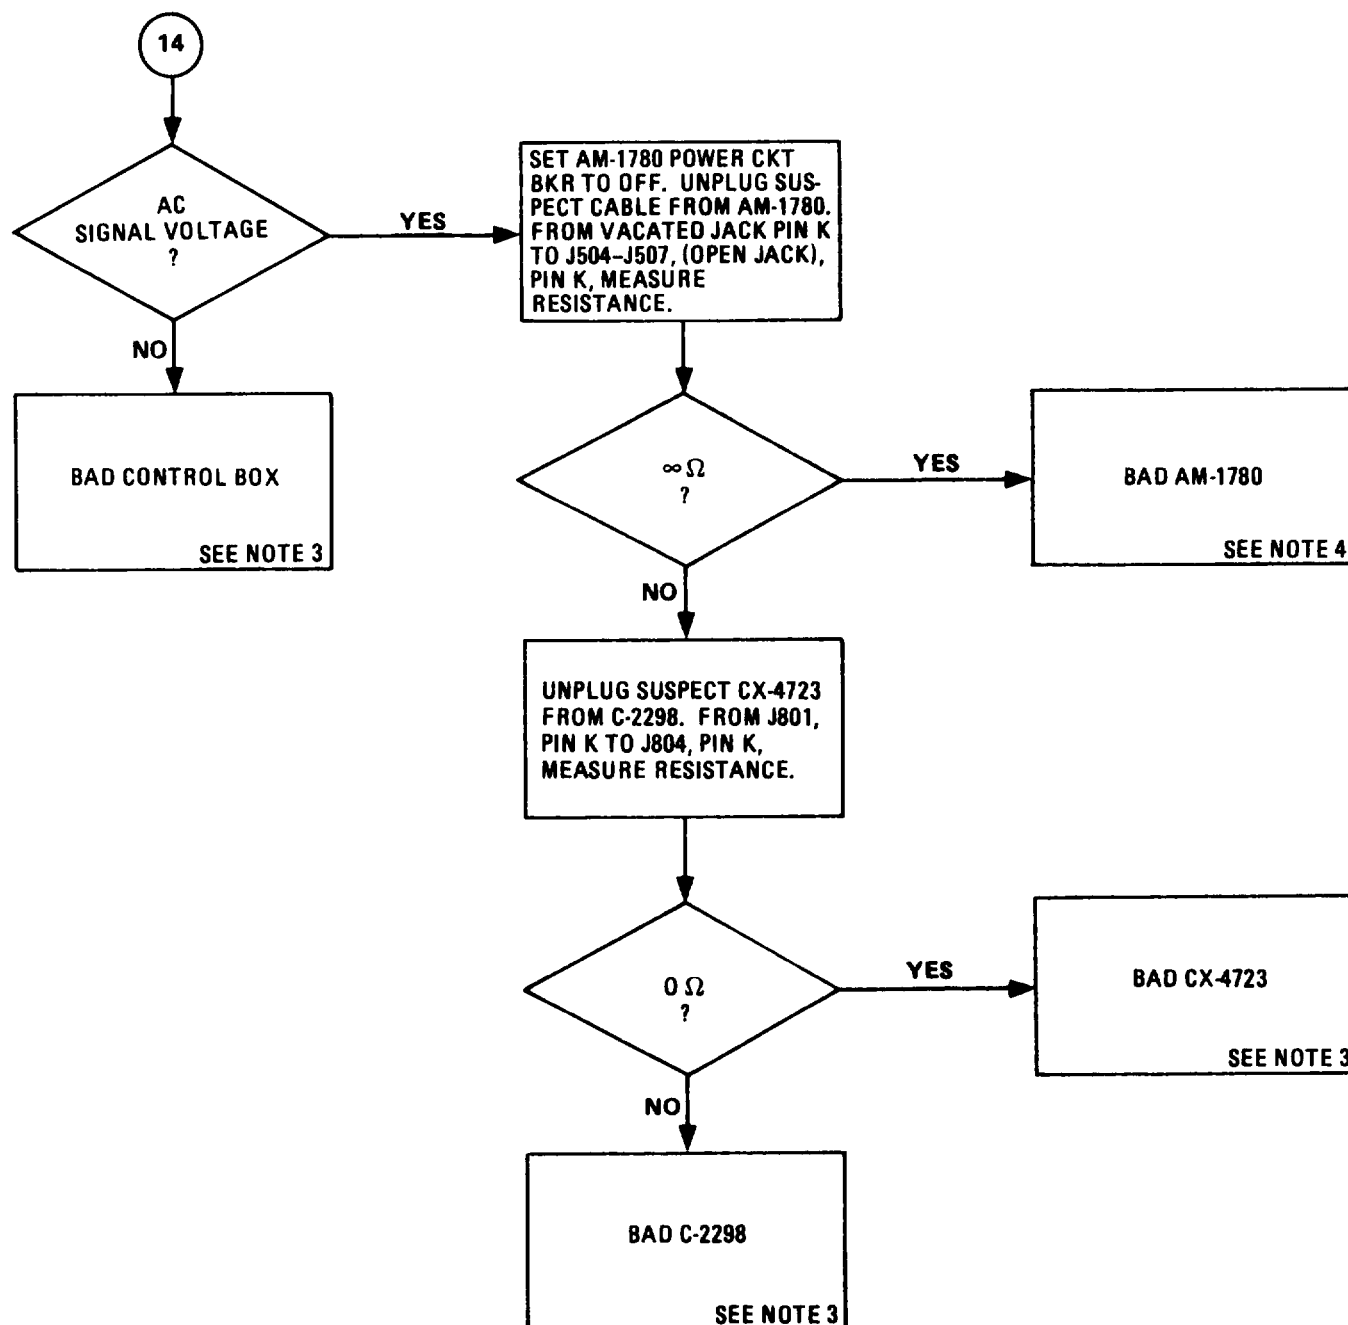 14
AC
SIGNAL VOLTAGE
?
YES
SET AM-1780 POWER CKT
BKR TO OFF. UNPLUG SUS-
PECT CABLE FROM AM-1780.
FROM VACATED JACK PIN K
TO J504–J507, (OPEN JACK),
PIN K, MEASURE
RESISTANCE.
NO
BAD CONTROL BOX
SEE NOTE 3
∞ Ω
?
YES
BAD AM-1780
SEE NOTE 4
NO
UNPLUG SUSPECT CX-4723
FROM C-2298. FROM J801,
PIN K TO J804, PIN K,
MEASURE RESISTANCE.
0 Ω
?
YES
BAD CX-4723
SEE NOTE 3
NO
BAD C-2298
SEE NOTE 3